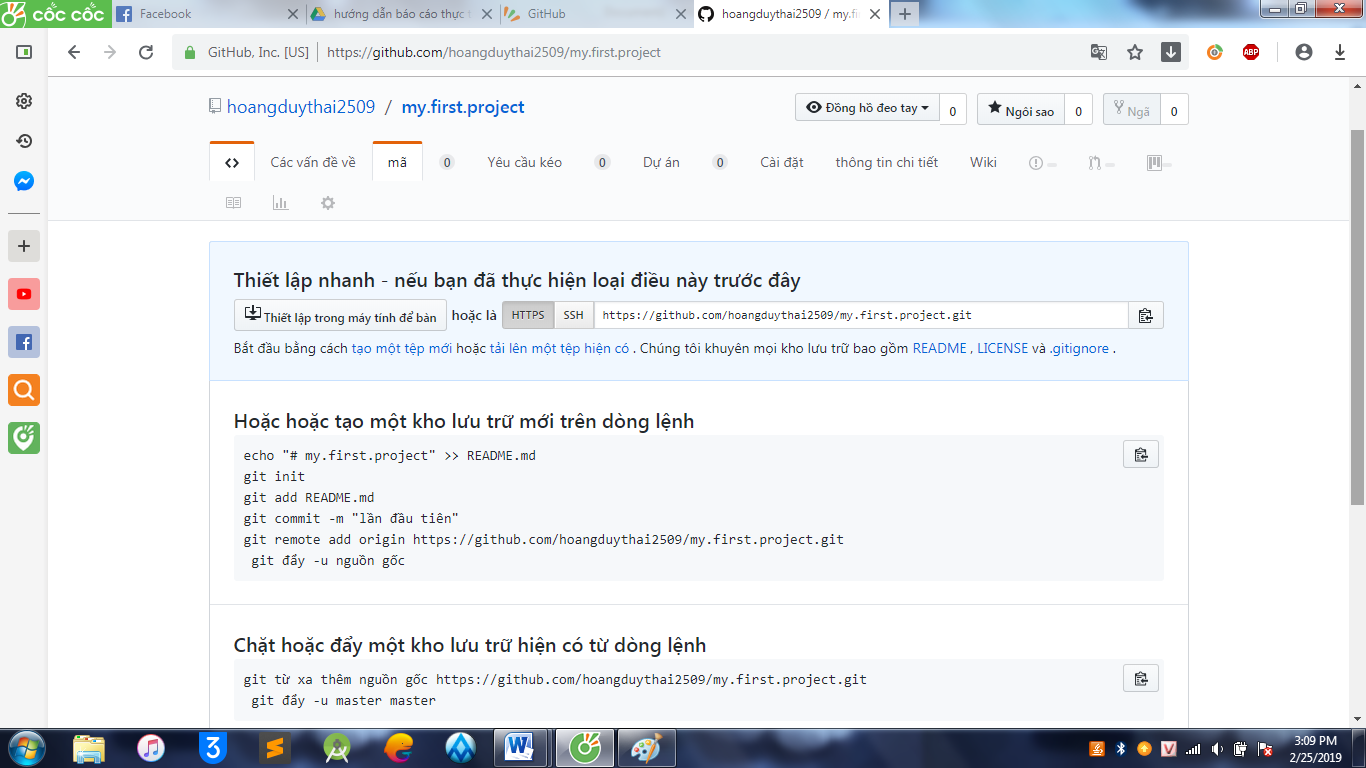 cốc cốc
Facebook
hướng dẫn báo cáo thực t
GitHub
hoangduythai2509 / my.fi
GitHub, Inc. [US]
https://github.com/hoangduythai2509/my.first.project
ABP
hoangduythai2509 / my.first.project
Đồng hồ đeo tay
0
Ngôi sao
0
Ngã
0
Các vấn đề về
mã
0
Yêu cầu kéo
0
Dự án
0
Cài đặt
thông tin chi tiết
Wiki
Thiết lập nhanh - nếu bạn đã thực hiện loại điều này trước đây
Thiết lập trong máy tính để bàn
hoặc là
HTTPS
SSH
https://github.com/hoangduythai2509/my.first.project.git
Bắt đầu bằng cách tạo một tệp mới hoặc tải lên một tệp hiện có . Chúng tôi khuyên mọi kho lưu trữ bao gồm README , LICENSE và .gitignore .
Hoặc hoặc tạo một kho lưu trữ mới trên dòng lệnh
echo "# my.first.project" >> README.md
git init
git add README.md
git commit -m "lần đầu tiên"
git remote add origin https://github.com/hoangduythai2509/my.first.project.git
git đẩy -u nguồn gốc
Chặt hoặc đẩy một kho lưu trữ hiện có từ dòng lệnh
git từ xa thêm nguồn gốc https://github.com/hoangduythai2509/my.first.project.git
git đẩy -u master master
3:09 PM
2/25/2019